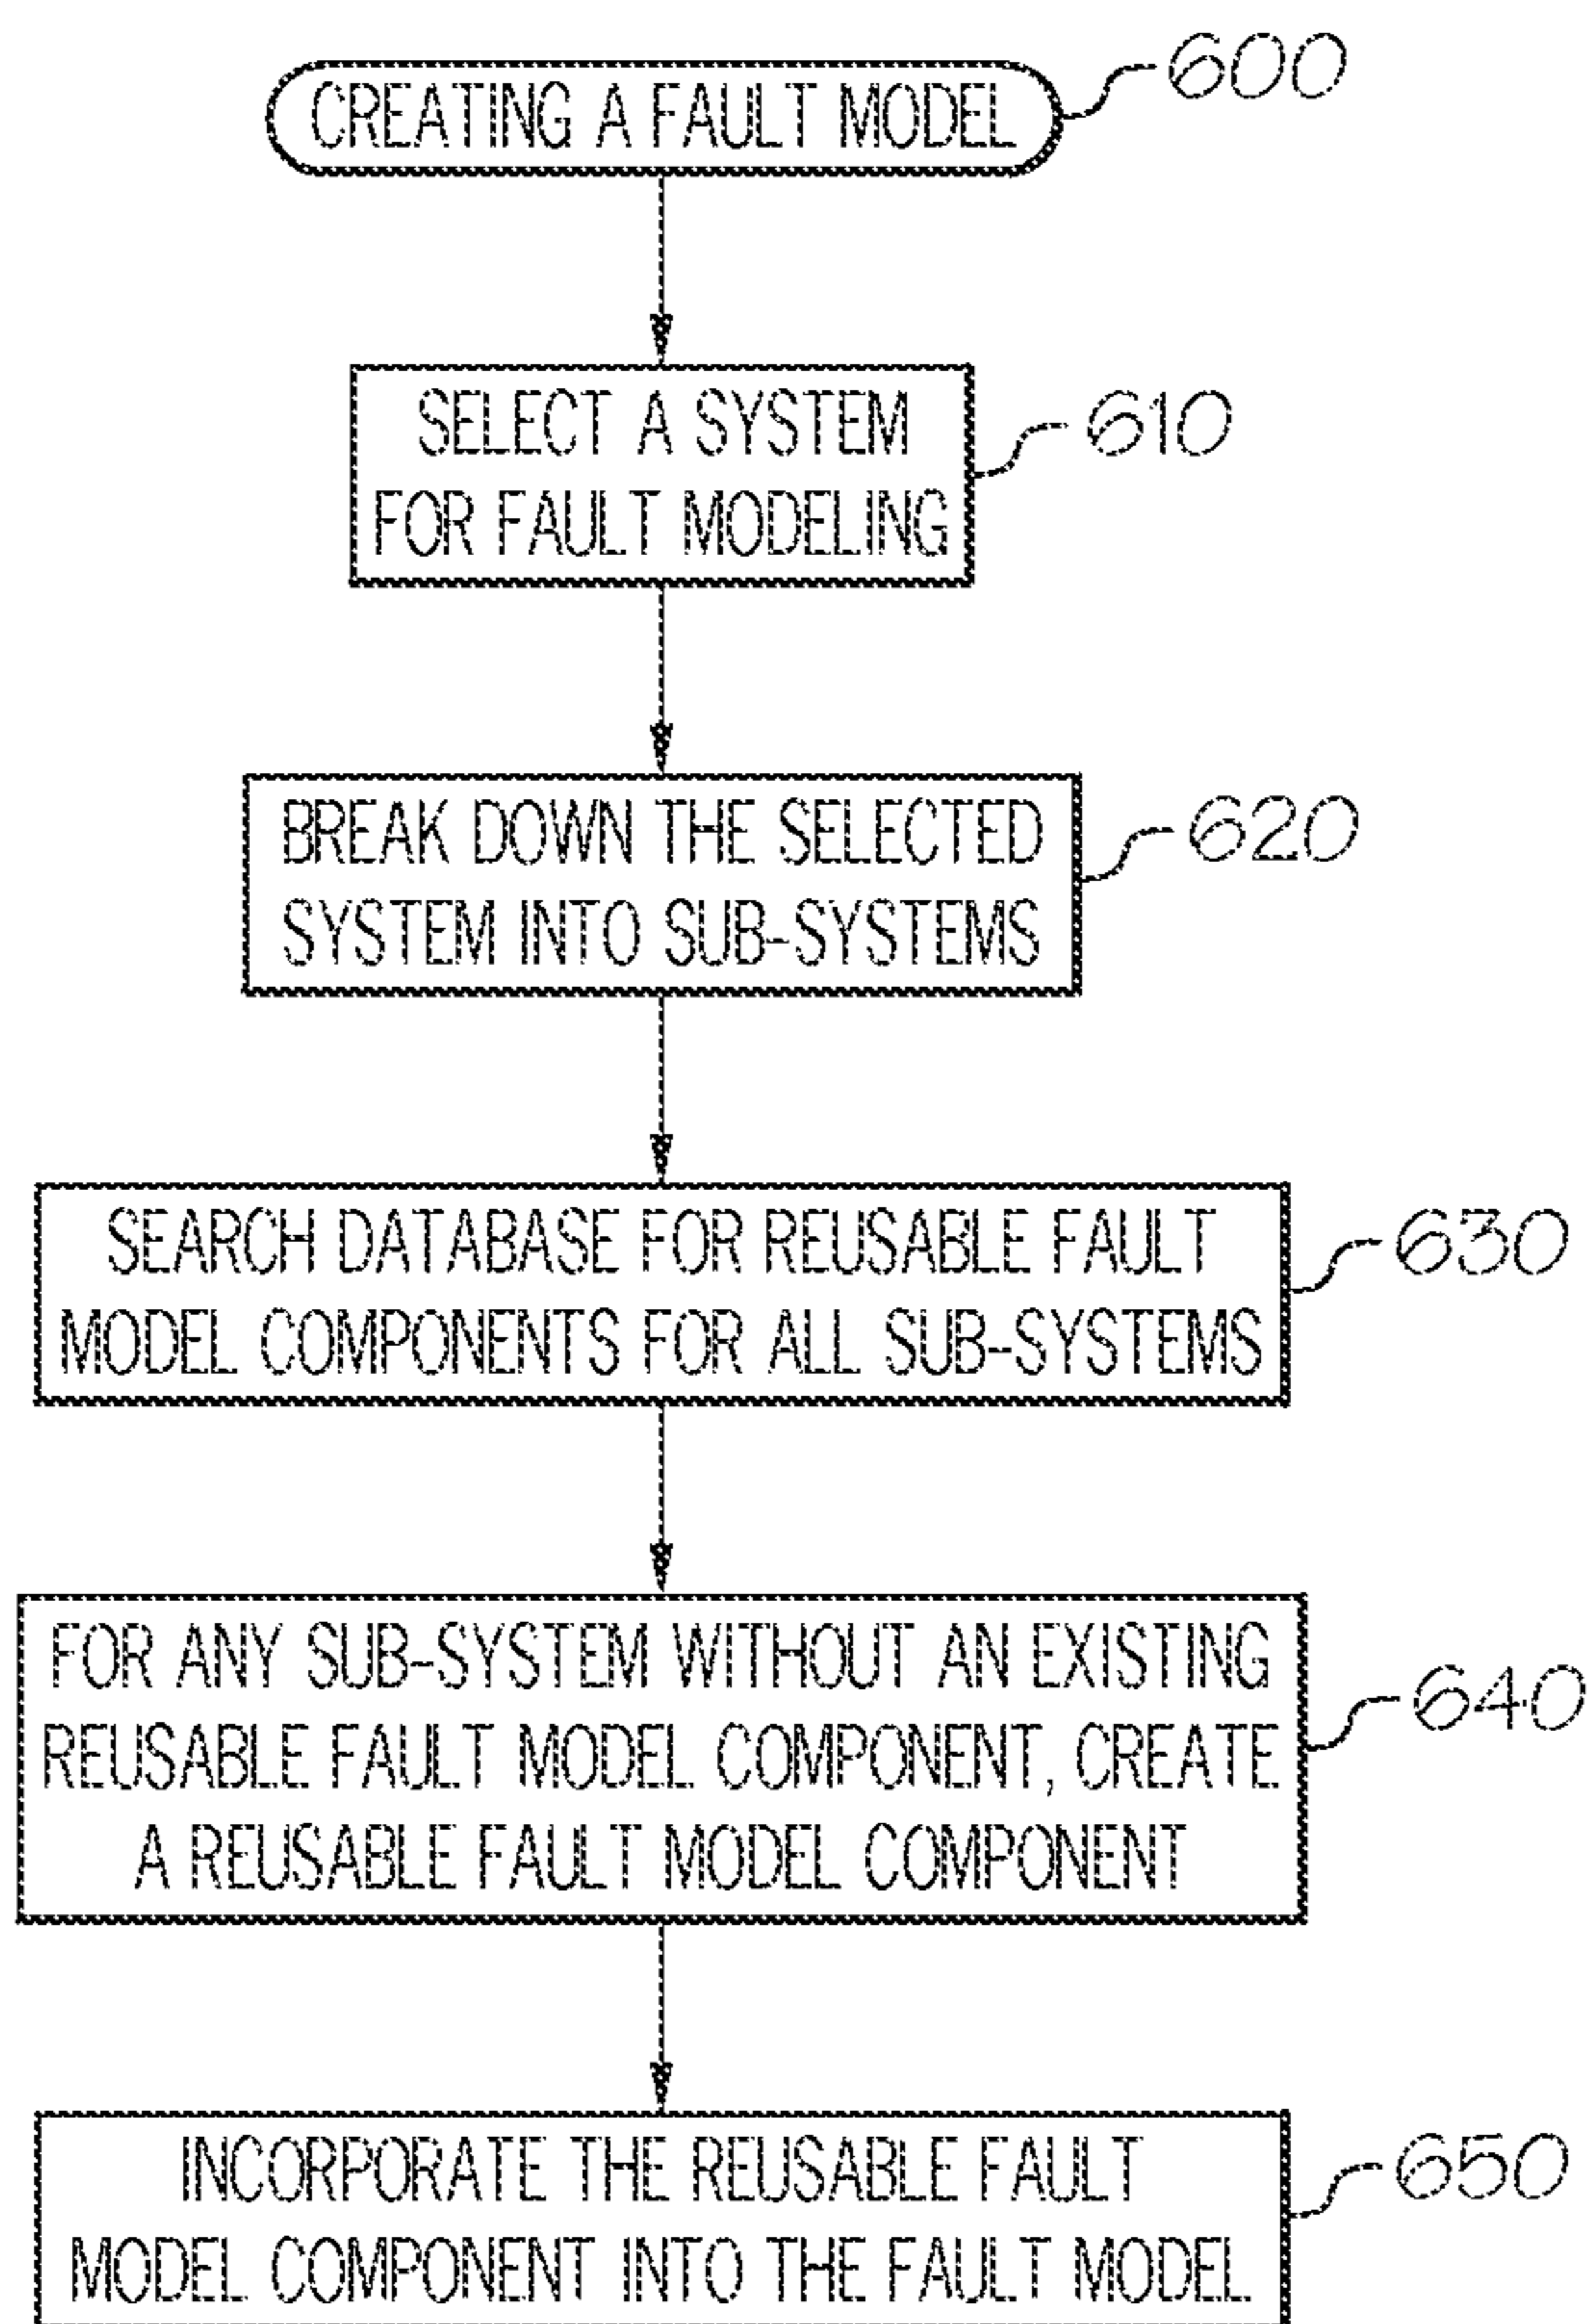 CREATING A FAULT MODEL
600
SELECT A SYSTEM
FOR FAULT MODELING
610
BREAK DOWN THE SELECTED
SYSTEM INTO SUB-SYSTEMS
620
SEARCH DATABASE FOR REUSABLE FAULT
MODEL COMPONENTS FOR ALL SUB-SYSTEMS
630
FOR ANY SUB-SYSTEM WITHOUT AN EXISTING
REUSABLE FAULT MODEL COMPONENT, CREATE
A REUSABLE FAULT MODEL COMPONENT
640
INCORPORATE THE REUSABLE FAULT
MODEL COMPONENT INTO THE FAULT MODEL
650